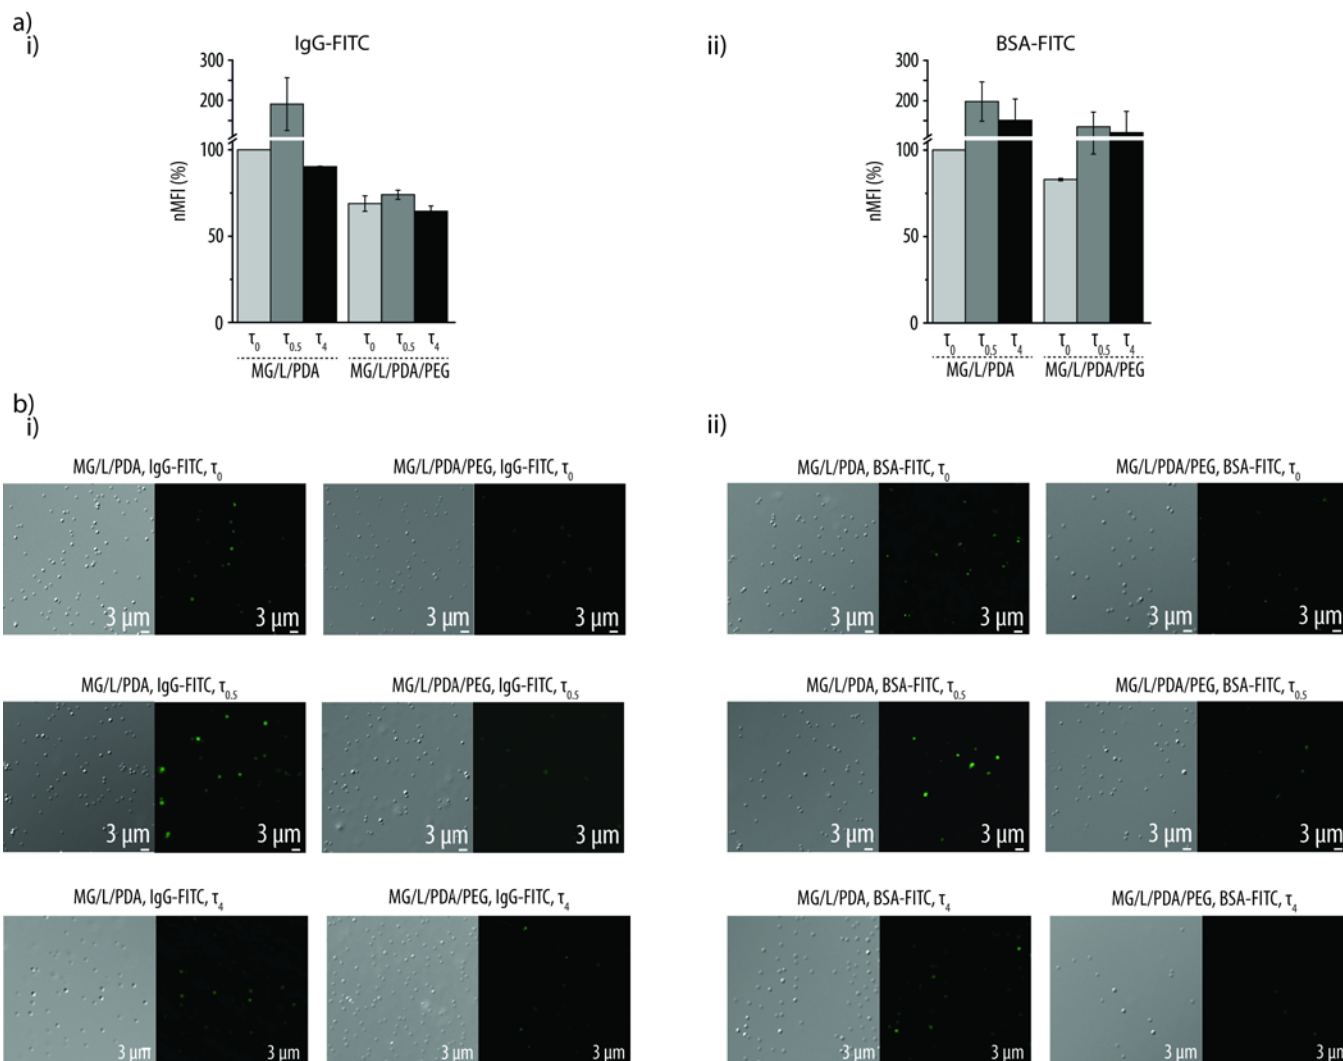 a)
i)
IgG-FITC
300
200
100
50
0
nMFI (%)
τ0 τ0.5 τ4 τ0 τ0.5 τ4
MG/L/PDA MG/L/PDA/PEG
ii)
BSA-FITC
300
200
100
50
0
nMFI (%)
τ0 τ0.5 τ4 τ0 τ0.5 τ4
MG/L/PDA MG/L/PDA/PEG
b)
i)
MG/L/PDA, IgG-FITC, τ0
3 μm 3 μm
MG/L/PDA/PEG, IgG-FITC, τ0
3 μm 3 μm
MG/L/PDA, IgG-FITC, τ0.5
3 μm 3 μm
MG/L/PDA/PEG, IgG-FITC, τ0.5
3 μm 3 μm
MG/L/PDA, IgG-FITC, τ4
3 μm 3 μm
MG/L/PDA/PEG, IgG-FITC, τ4
3 μm 3 μm
ii)
MG/L/PDA, BSA-FITC, τ0
3 μm 3 μm
MG/L/PDA/PEG, BSA-FITC, τ0
3 μm 3 μm
MG/L/PDA, BSA-FITC, τ0.5
3 μm 3 μm
MG/L/PDA/PEG, BSA-FITC, τ0.5
3 μm 3 μm
MG/L/PDA, BSA-FITC, τ4
3 μm 3 μm
MG/L/PDA/PEG, BSA-FITC, τ4
3 μm 3 μm